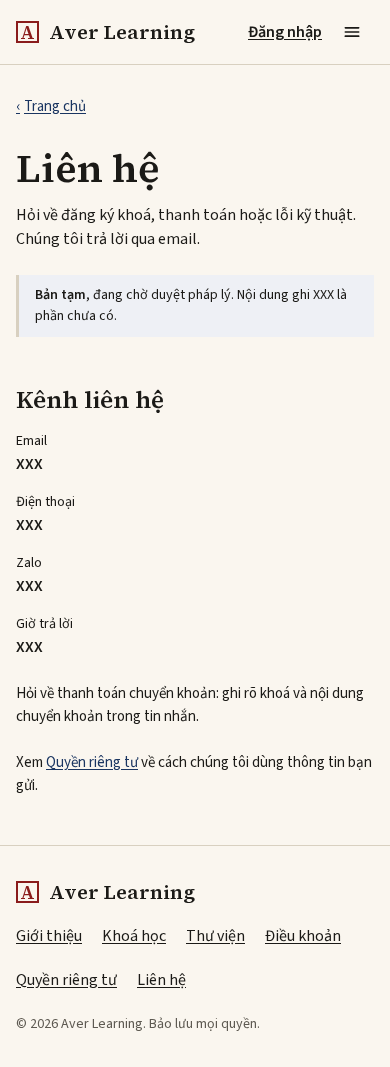 A Aver Learning Đăng nhập
‹ Trang chủ
Liên hệ
Hỏi về đăng ký khoá, thanh toán hoặc lỗi kỹ thuật.
Chúng tôi trả lời qua email.
Bản tạm, đang chờ duyệt pháp lý. Nội dung ghi XXX là
phần chưa có.
Kênh liên hệ
Email
XXX
Điện thoại
XXX
Zalo
XXX
Giờ trả lời
XXX
Hỏi về thanh toán chuyển khoản: ghi rõ khoá và nội dung
chuyển khoản trong tin nhắn.
Xem Quyền riêng tư về cách chúng tôi dùng thông tin bạn
gửi.
A Aver Learning
Giới thiệu Khoá học Thư viện Điều khoản
Quyền riêng tư Liên hệ
© 2026 Aver Learning. Bảo lưu mọi quyền.